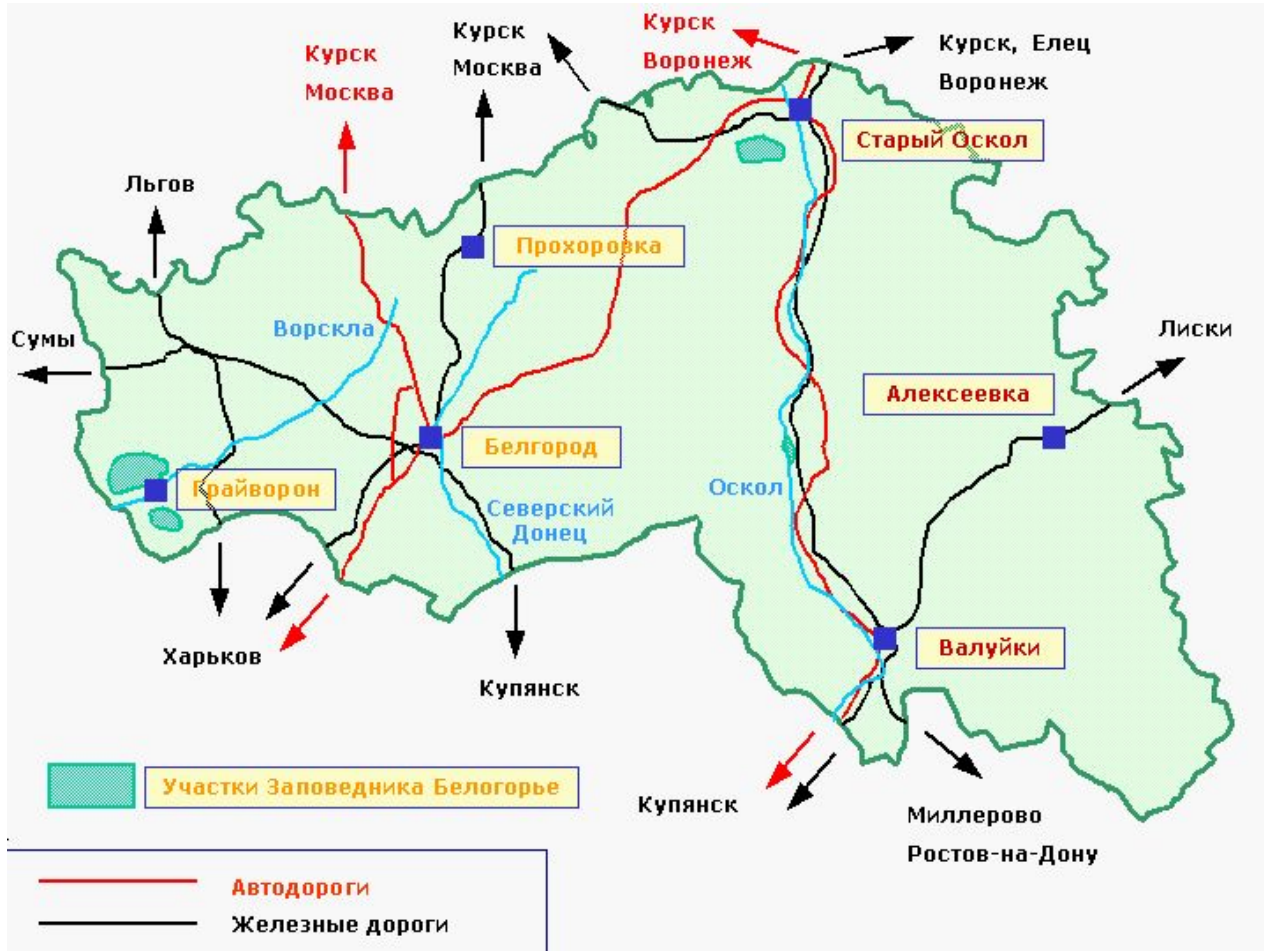 Курск
Москва
Курск
Москва
Курск
Воронеж
Курск, Елец
Воронеж
Старый Оскол
Льгов
Прохоровка
Ворскла
Сумы
Лиски
Алексеевка
Белгород
Грайворон
Оскол
Северский
Донец
Харьков
Купянск
Валуйки
Участки Заповедника Белогорье
Купянск
Миллерово
Ростов-на-Дону
Автодороги
Железные дороги